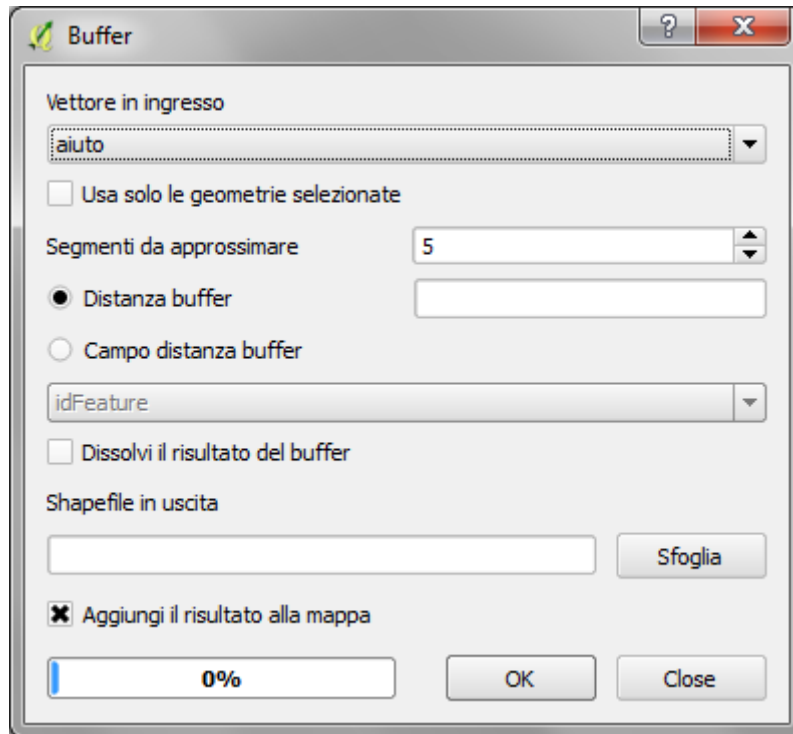 Buffer
Vettore in ingresso
aiuto
Usa solo le geometrie selezionate
Segmenti da approssimare 5
Distanza buffer
Campo distanza buffer
idFeature
Dissolvi il risultato del buffer
Shapefile in uscita
Sfoglia
Aggiungi il risultato alla mappa
0% OK Close